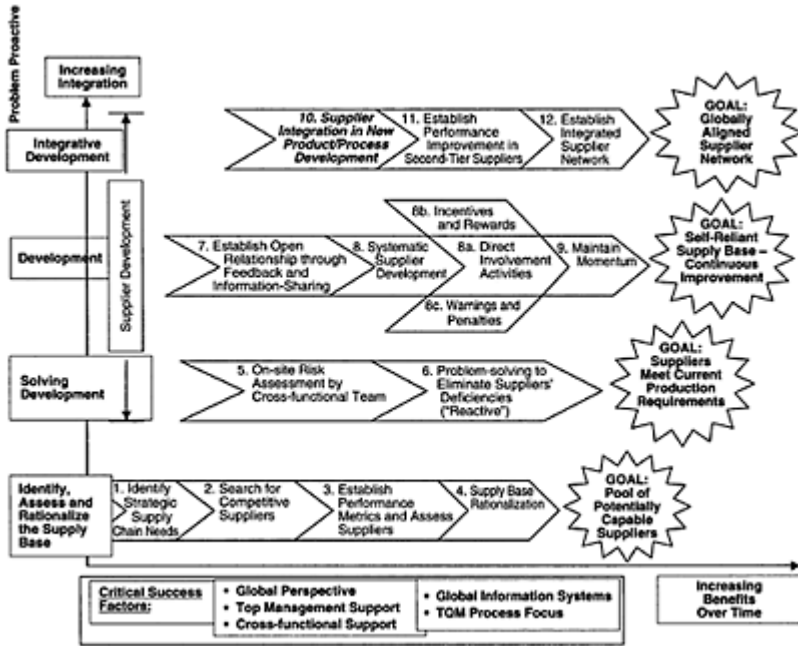 Problem Proactive
Increasing
Integration
Integrative
Development
10. Supplier
Integration in New
Product/Process
Development
11. Establish
Performance
Improvement in
Second-Tier Suppliers
12. Establish
Integrated
Supplier
Network
GOAL:
Globally
Aligned
Supplier
Network
Supplier Development
Development
7. Establish Open
Relationship through
Feedback and
Information-Sharing
8. Systematic
Supplier
Development
8b. Incentives
and Rewards
8a. Direct
Involvement
Activities
8c. Warnings and
Penalties
9. Maintain
Momentum
GOAL:
Self-Reliant
Supply Base –
Continuous
Improvement
Solving
Development
5. On-site Risk
Assessment by
Cross-functional Team
6. Problem-solving to
Eliminate Suppliers'
Deficiencies
("Reactive")
GOAL:
Suppliers
Meet Current
Production
Requirements
Identify,
Assess and
Rationalize
the Supply
Base
1. Identify
Strategic
Supply
Chain Needs
2. Search for
Competitive
Suppliers
3. Establish
Performance
Metrics and Assess
Suppliers
4. Supply Base
Rationalization
GOAL:
Pool of
Potentially
Capable
Suppliers
Critical Success
Factors:
• Global Perspective
• Top Management Support
• Cross-functional Support
• Global Information Systems
• TQM Process Focus
Increasing
Benefits
Over Time